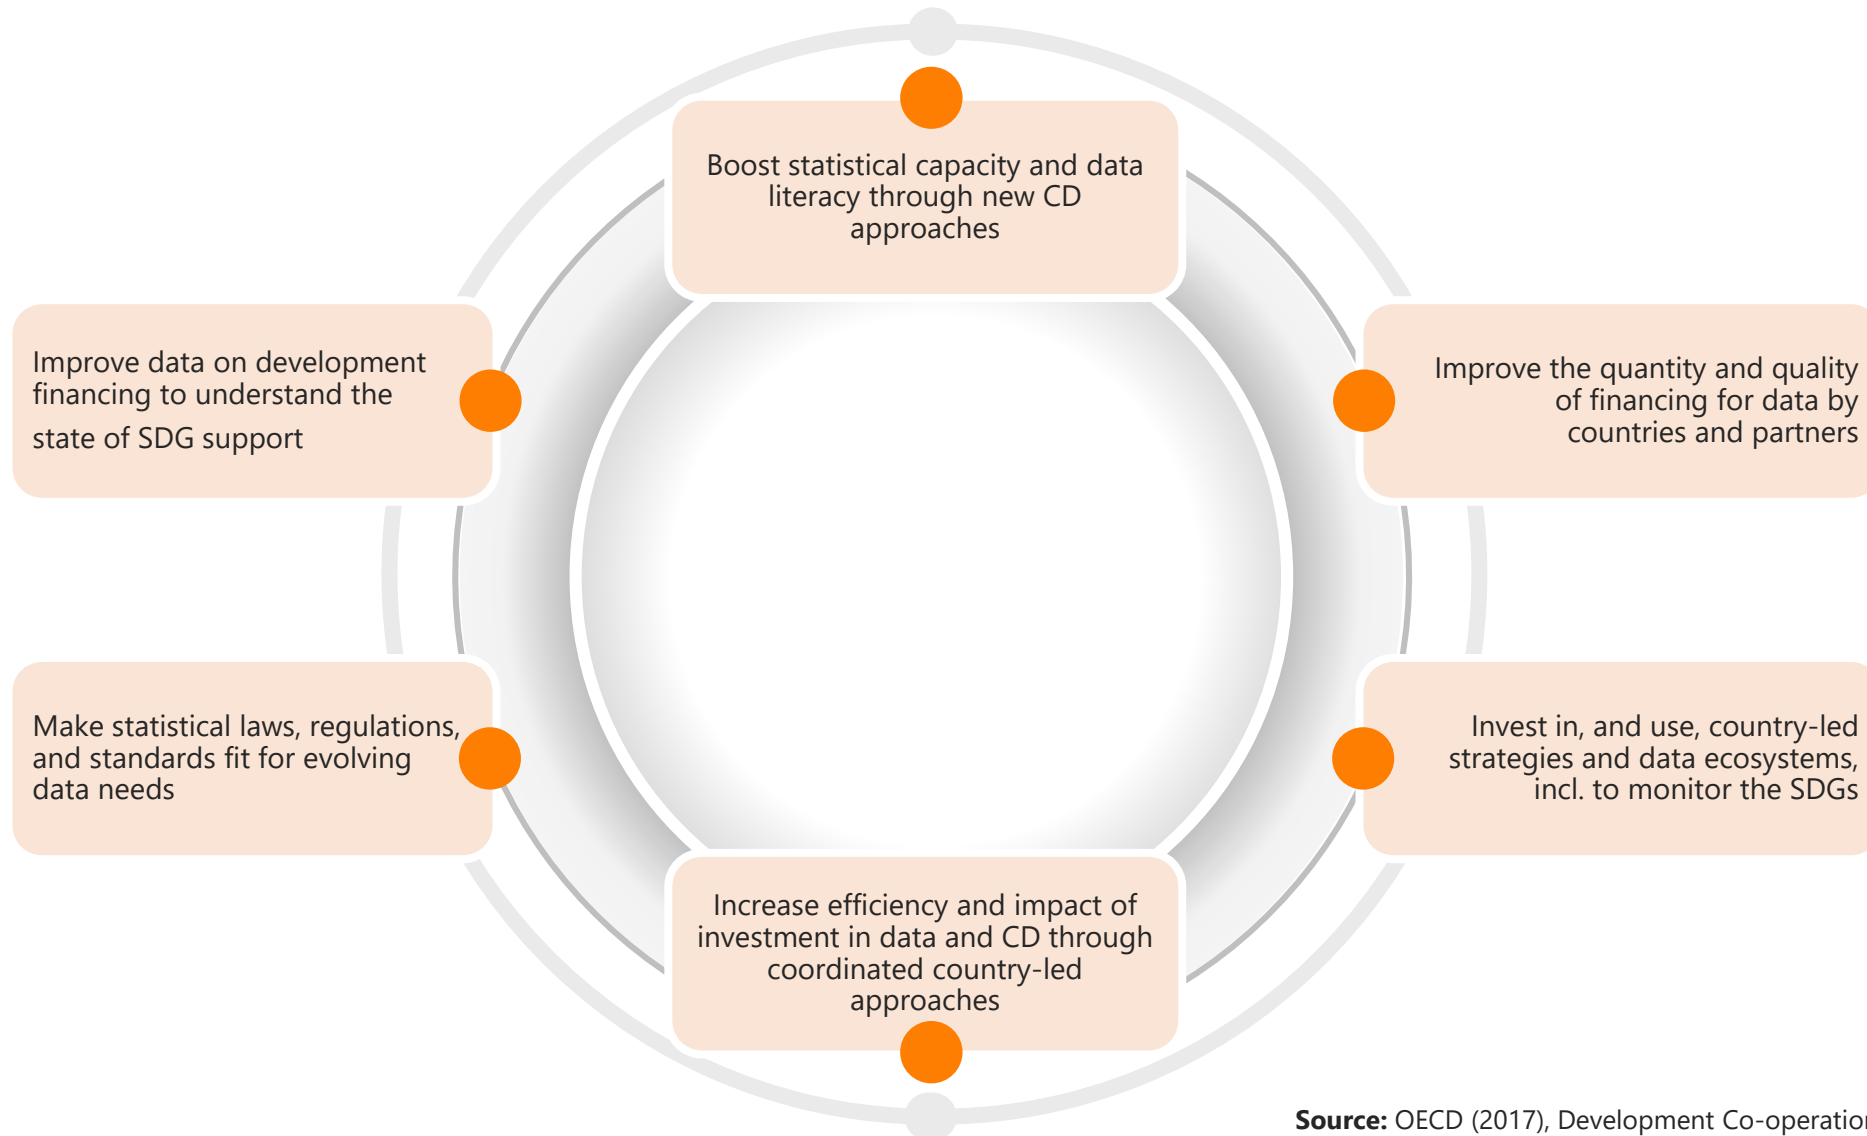 Boost statistical capacity and data
literacy through new CD
approaches
Improve data on development
financing to understand the
state of SDG support
Improve the quantity and quality
of financing for data by
countries and partners
Make statistical laws, regulations,
and standards fit for evolving
data needs
Invest in, and use, country-led
strategies and data ecosystems,
incl. to monitor the SDGs
Increase efficiency and impact of
investment in data and CD through
coordinated country-led
approaches
Source: OECD (2017), Development Co-operation